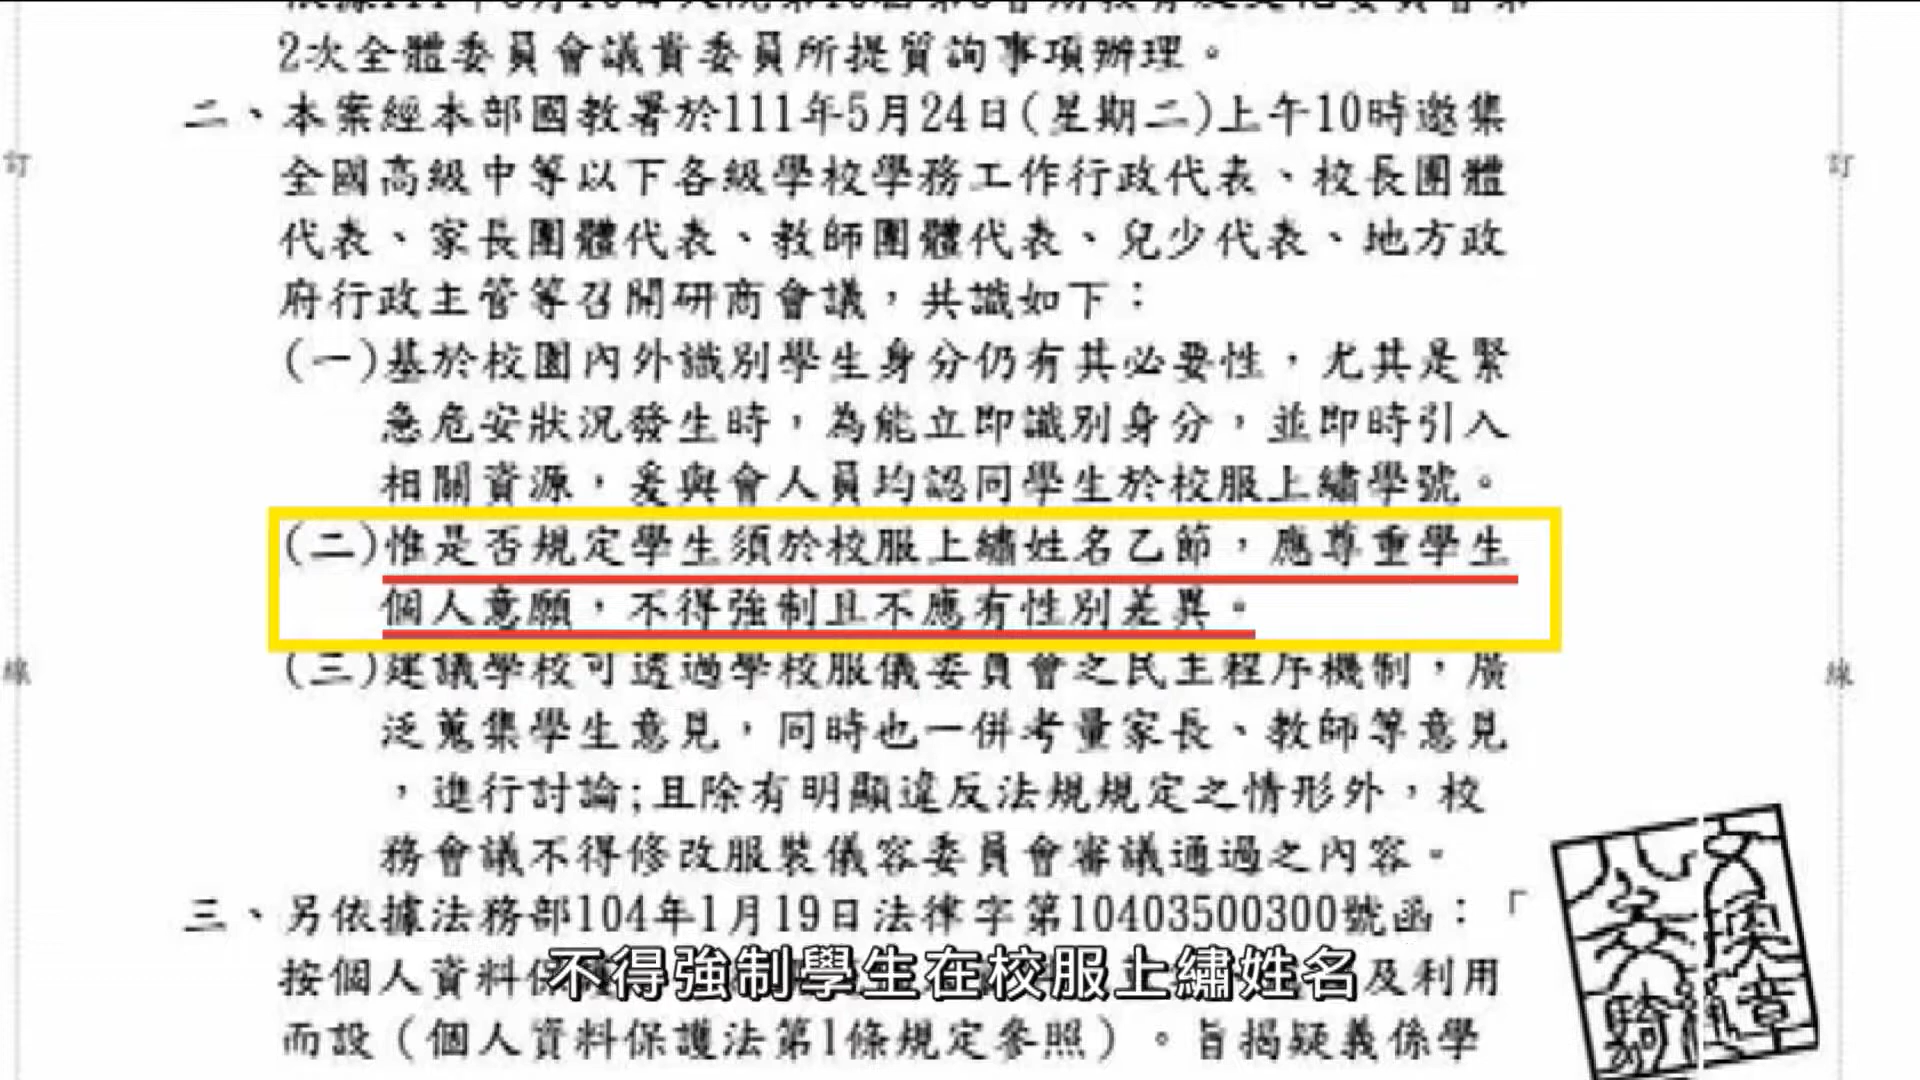 2次全體委員會議貴委員所提質詢事項辦理。
二、本案經本部國教署於111年5月24日(星期二)上午10時邀集
全國高級中等以下各級學校學務工作行政代表、校長團體
代表、家長團體代表、教師團體代表、兒少代表、地方政
府行政主管等召開研商會議，共識如下：
(一)基於校園內外識別學生身分仍有其必要性，尤其是緊
急危安狀況發生時，為能立即識別身分，並即時引入
相關資源，爰與會人員均認同學生於校服上繡學號。
(二)惟是否規定學生須於校服上繡姓名乙節，應尊重學生
個人意願，不得強制且不應有性別差異。
(三)建議學校可透過學校服儀委員會之民主程序機制，廣
泛蒐集學生意見，同時也一併考量家長、教師等意見
，進行討論;且除有明顯違反法規規定之情形外，校
務會議不得修改服裝儀容委員會審議通過之內容。
三、另依據法務部104年1月19日法律字第10403500300號函：「
按個人資料保
及利用
不得強制學生在校服上繡姓名
而設（個人資料保護法第1條規定參照）。旨揭疑義係學
訂
線
訂
線